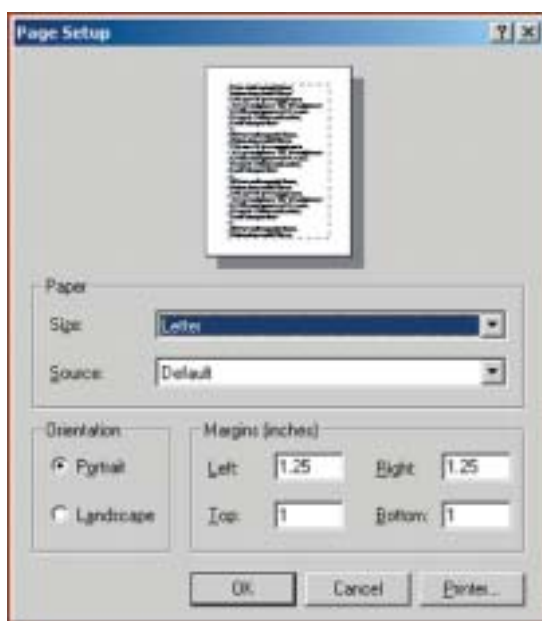 Page Setup
Paper
Size: Letter
Source: Default
Orientation
Portrait
Landscape
Margins (inches)
Left: 1.25 Right: 1.25
Top: 1 Bottom: 1
OK Cancel Printer...